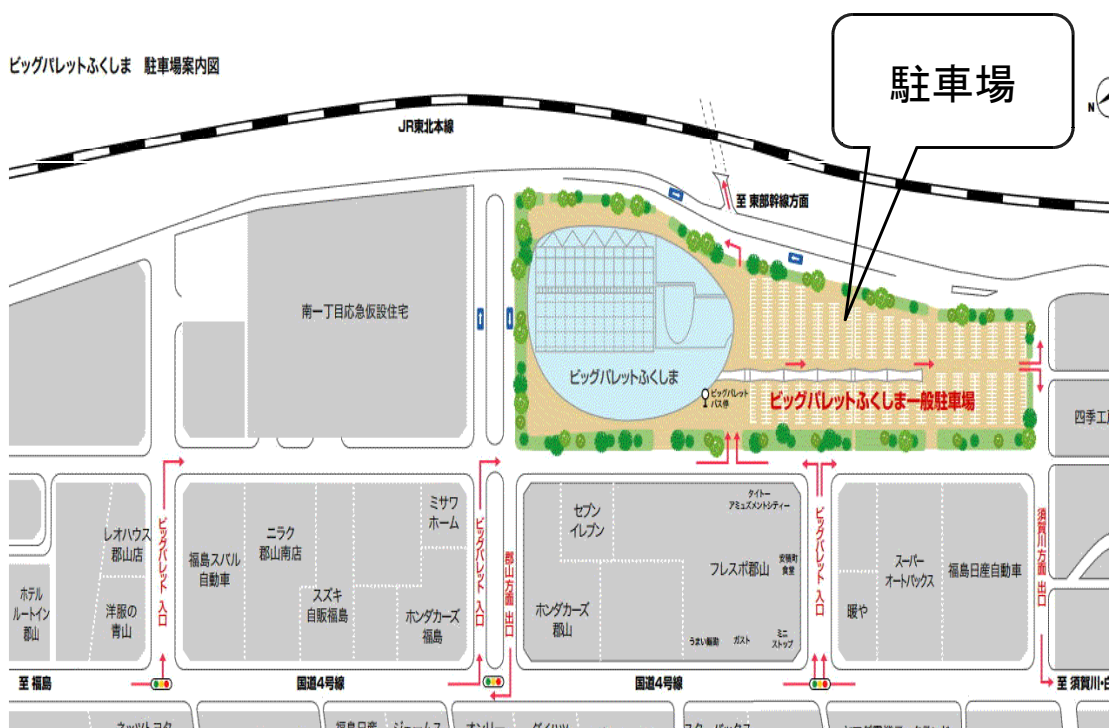 ビッグパレットふくしま 駐車場案内図
駐車場
N
JR東北本線
至 東部幹線方面
南一丁目応急仮設住宅
ビッグパレットふくしま
ビッグパレット
バス停
ビッグパレットふくしま一般駐車場
四季工房
レオハウス
郡山店
洋服の
青山
ホテル
ルートイン
郡山
ビッグパレット 入口
福島スバル
自動車
ニラク
郡山南店
スズキ
自販福島
ミサワ
ホーム
ホンダカーズ
福島
ビッグパレット 入口
郡山方面 出口
セブン
イレブン
ホンダカーズ
郡山
タイトー
アミューズメントシティー
フレスポ郡山
安積町
食堂
ガスト
ミニ
ストップ
ビッグパレット 入口
スーパー
オートバックス
暖や
福島日産自動車
須賀川方面 出口
至 福島
国道4号線
国道4号線
至 須賀川・白